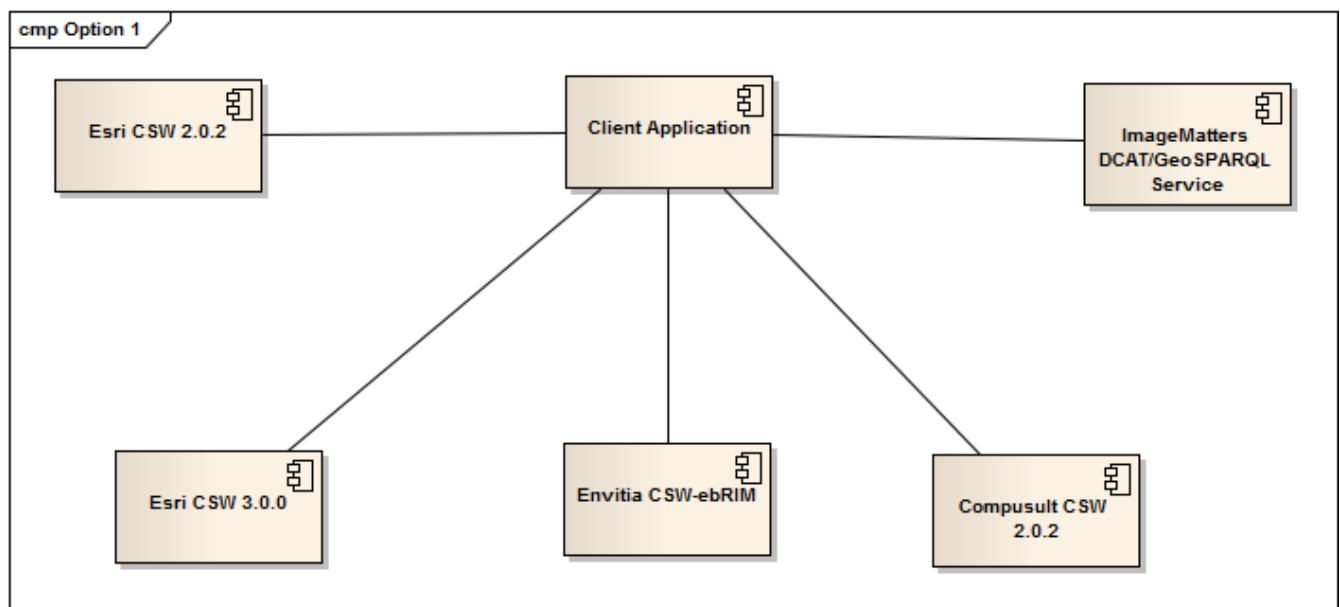 cmp Option 1
Esri CSW 2.0.2
Client Application
ImageMatters
DCAT/GeoSPARQL
Service
Esri CSW 3.0.0
Envitia CSW-ebRIM
Compusult CSW
2.0.2